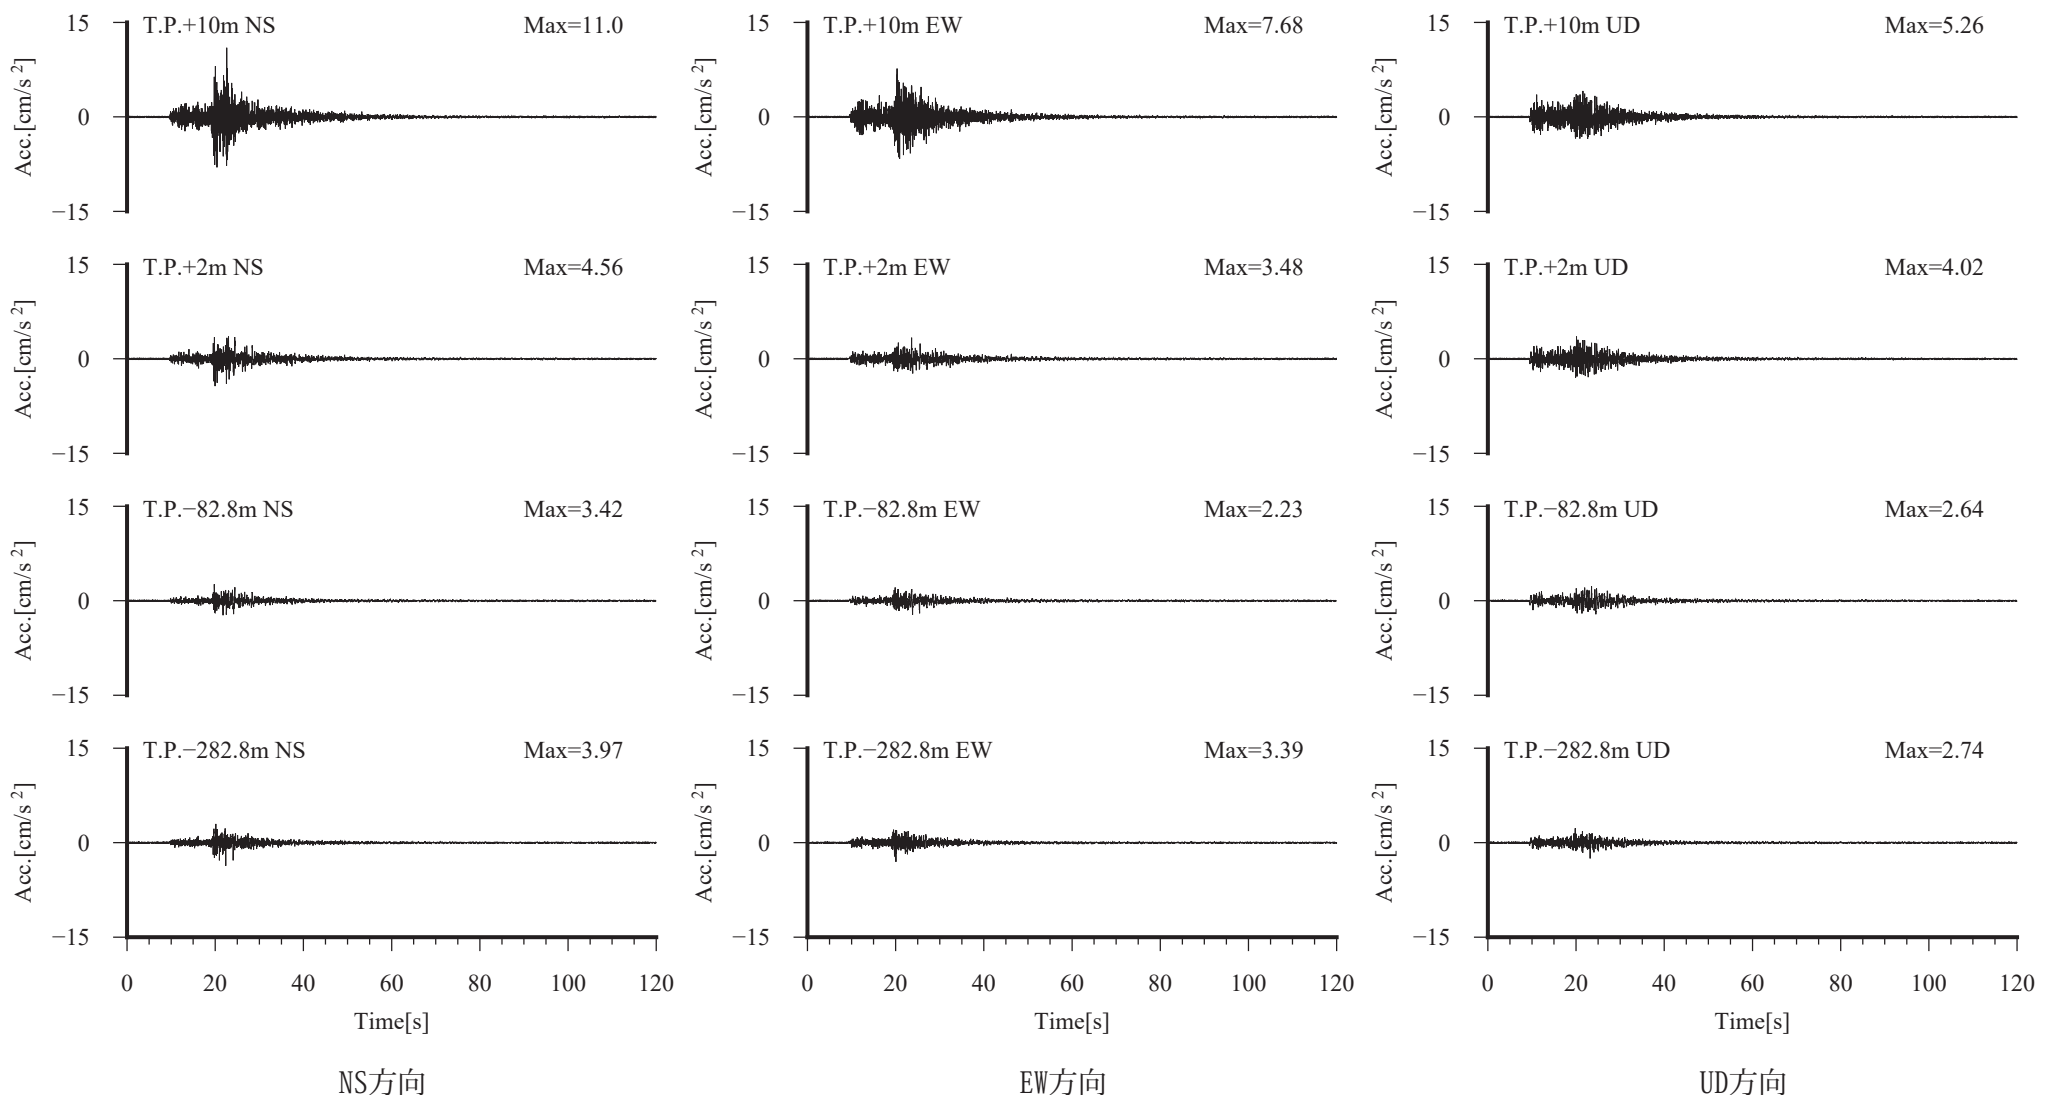 15 T.P.+10m NS Max=11.0
Acc.[cm/s²]
0
−15
15 T.P.+10m EW Max=7.68
Acc.[cm/s²]
0
−15
15 T.P.+10m UD Max=5.26
Acc.[cm/s²]
0
−15
15 T.P.+2m NS Max=4.56
Acc.[cm/s²]
0
−15
15 T.P.+2m EW Max=3.48
Acc.[cm/s²]
0
−15
15 T.P.+2m UD Max=4.02
Acc.[cm/s²]
0
−15
15 T.P.−82.8m NS Max=3.42
Acc.[cm/s²]
0
−15
15 T.P.−82.8m EW Max=2.23
Acc.[cm/s²]
0
−15
15 T.P.−82.8m UD Max=2.64
Acc.[cm/s²]
0
−15
15 T.P.−282.8m NS Max=3.97
Acc.[cm/s²]
0
−15
0 20 40 60 80 100 120
Time[s]
NS方向
15 T.P.−282.8m EW Max=3.39
Acc.[cm/s²]
0
−15
0 20 40 60 80 100 120
Time[s]
EW方向
15 T.P.−282.8m UD Max=2.74
Acc.[cm/s²]
0
−15
0 20 40 60 80 100 120
Time[s]
UD方向